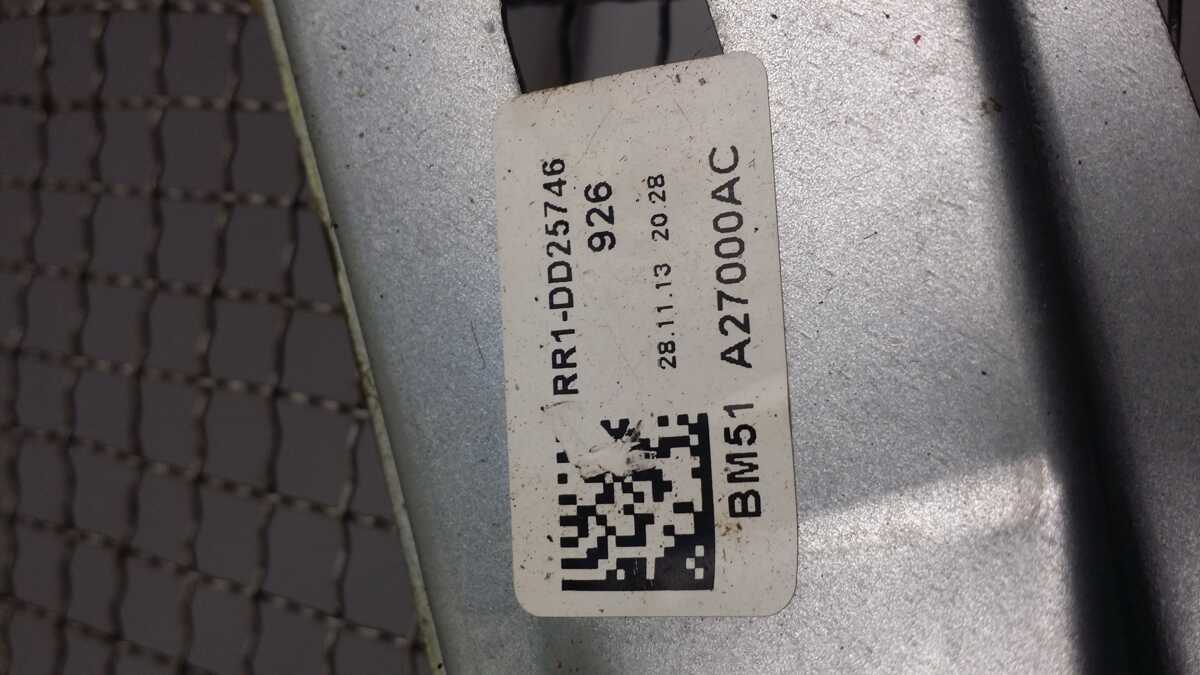 RR1-DD25746
926
28.11.13 20 28
BM51 A27000AC